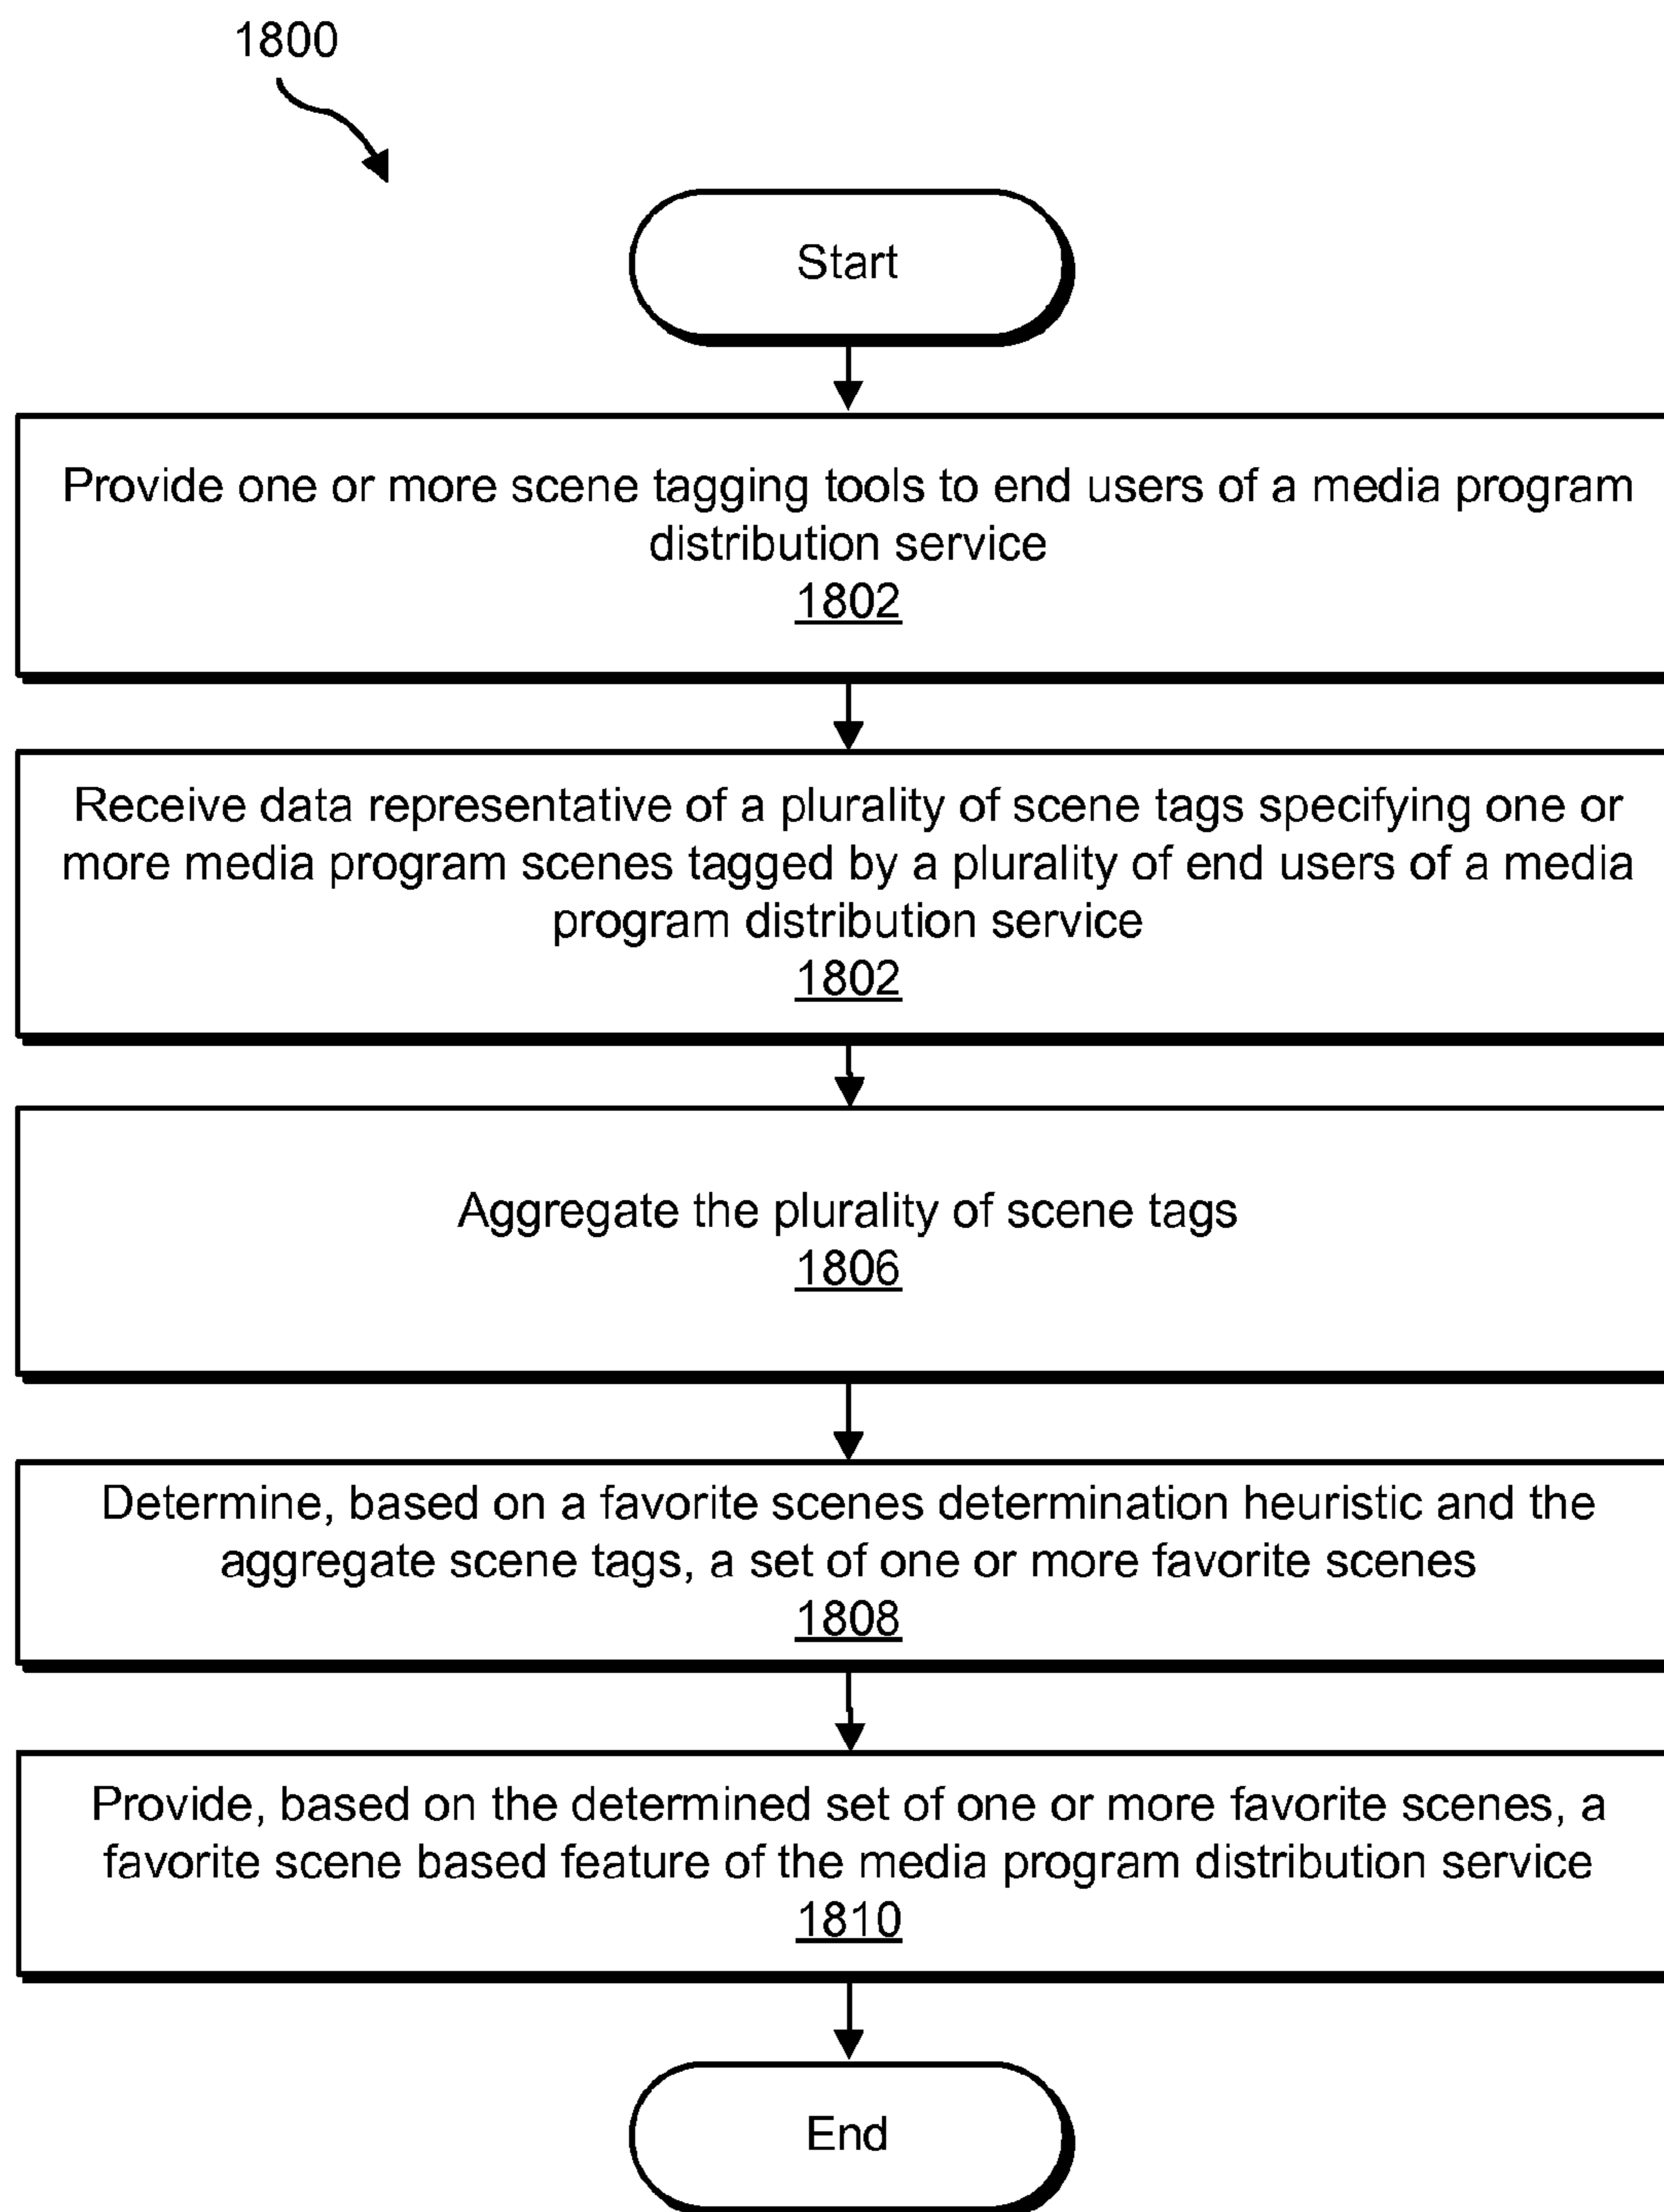 1800
Start
Provide one or more scene tagging tools to end users of a media program
distribution service
1802
Receive data representative of a plurality of scene tags specifying one or
more media program scenes tagged by a plurality of end users of a media
program distribution service
1802
Aggregate the plurality of scene tags
1806
Determine, based on a favorite scenes determination heuristic and the
aggregate scene tags, a set of one or more favorite scenes
1808
Provide, based on the determined set of one or more favorite scenes, a
favorite scene based feature of the media program distribution service
1810
End